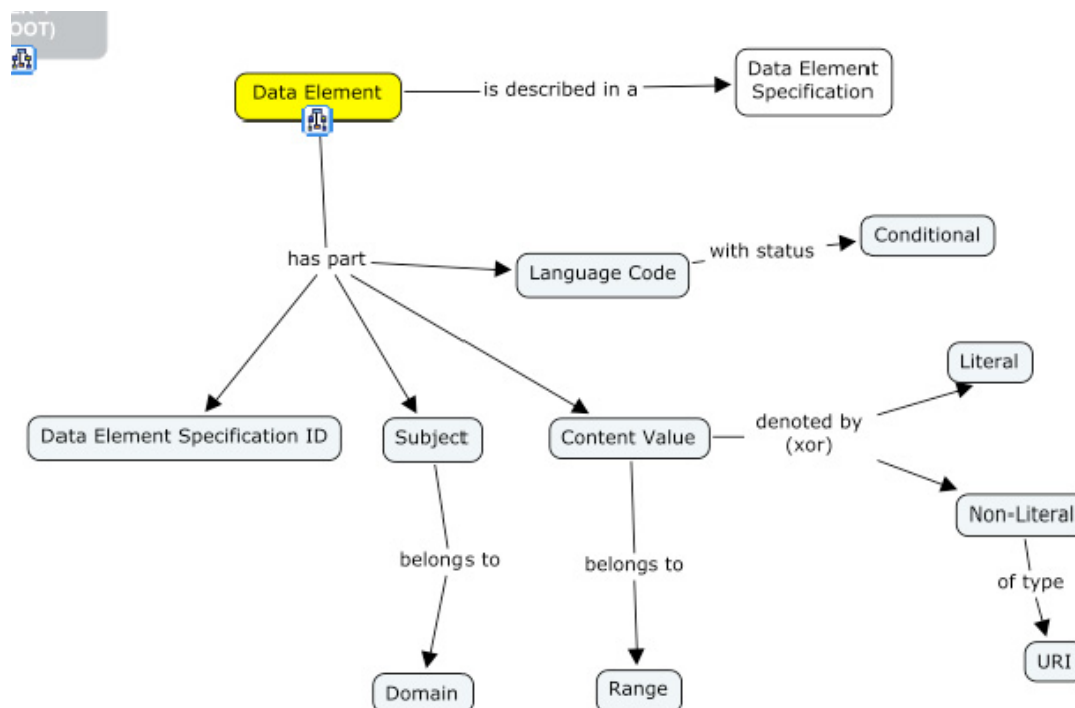 OOT)
Data Element
is described in a
Data Element
Specification
has part
Language Code
with status
Conditional
Data Element Specification ID
Subject
Content Value
denoted by
(xor)
Literal
Non-Literal
belongs to
belongs to
of type
Domain
Range
URI